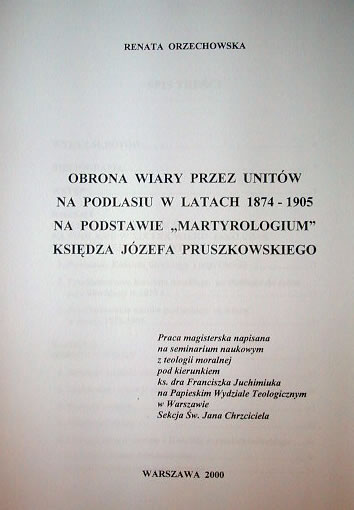 RENATA ORZECHOWSKA
OBRONA WIARY PRZEZ UNITÓW
NA PODLASIU W LATACH 1874 - 1905
NA PODSTAWIE „MARTYROLOGIUM”
KSIĘDZA JÓZEFA PRUSZKOWSKIEGO
Praca magisterska napisana
na seminarium naukowym
z teologii moralnej
pod kierunkiem
ks. dra Franciszka Juchimiuka
na Papieskim Wydziale Teologicznym
w Warszawie
Sekcja Św. Jana Chrzciciela
WARSZAWA 2000